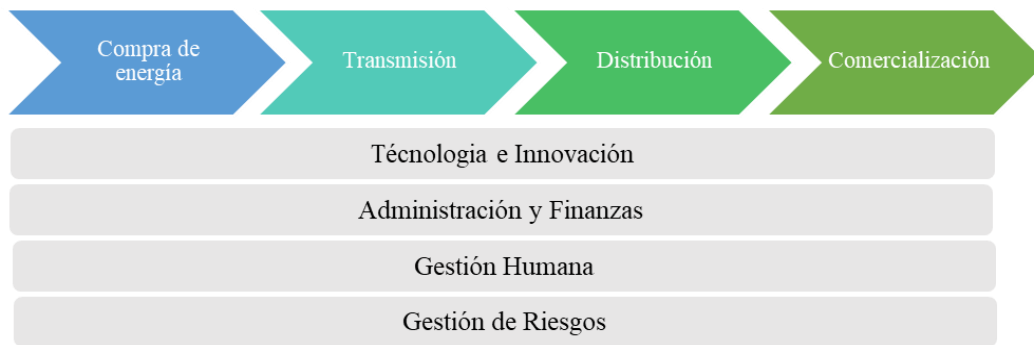 Compra de
energía
Transmisión
Distribución
Comercialización
Técnologia e Innovación
Administración y Finanzas
Gestión Humana
Gestión de Riesgos